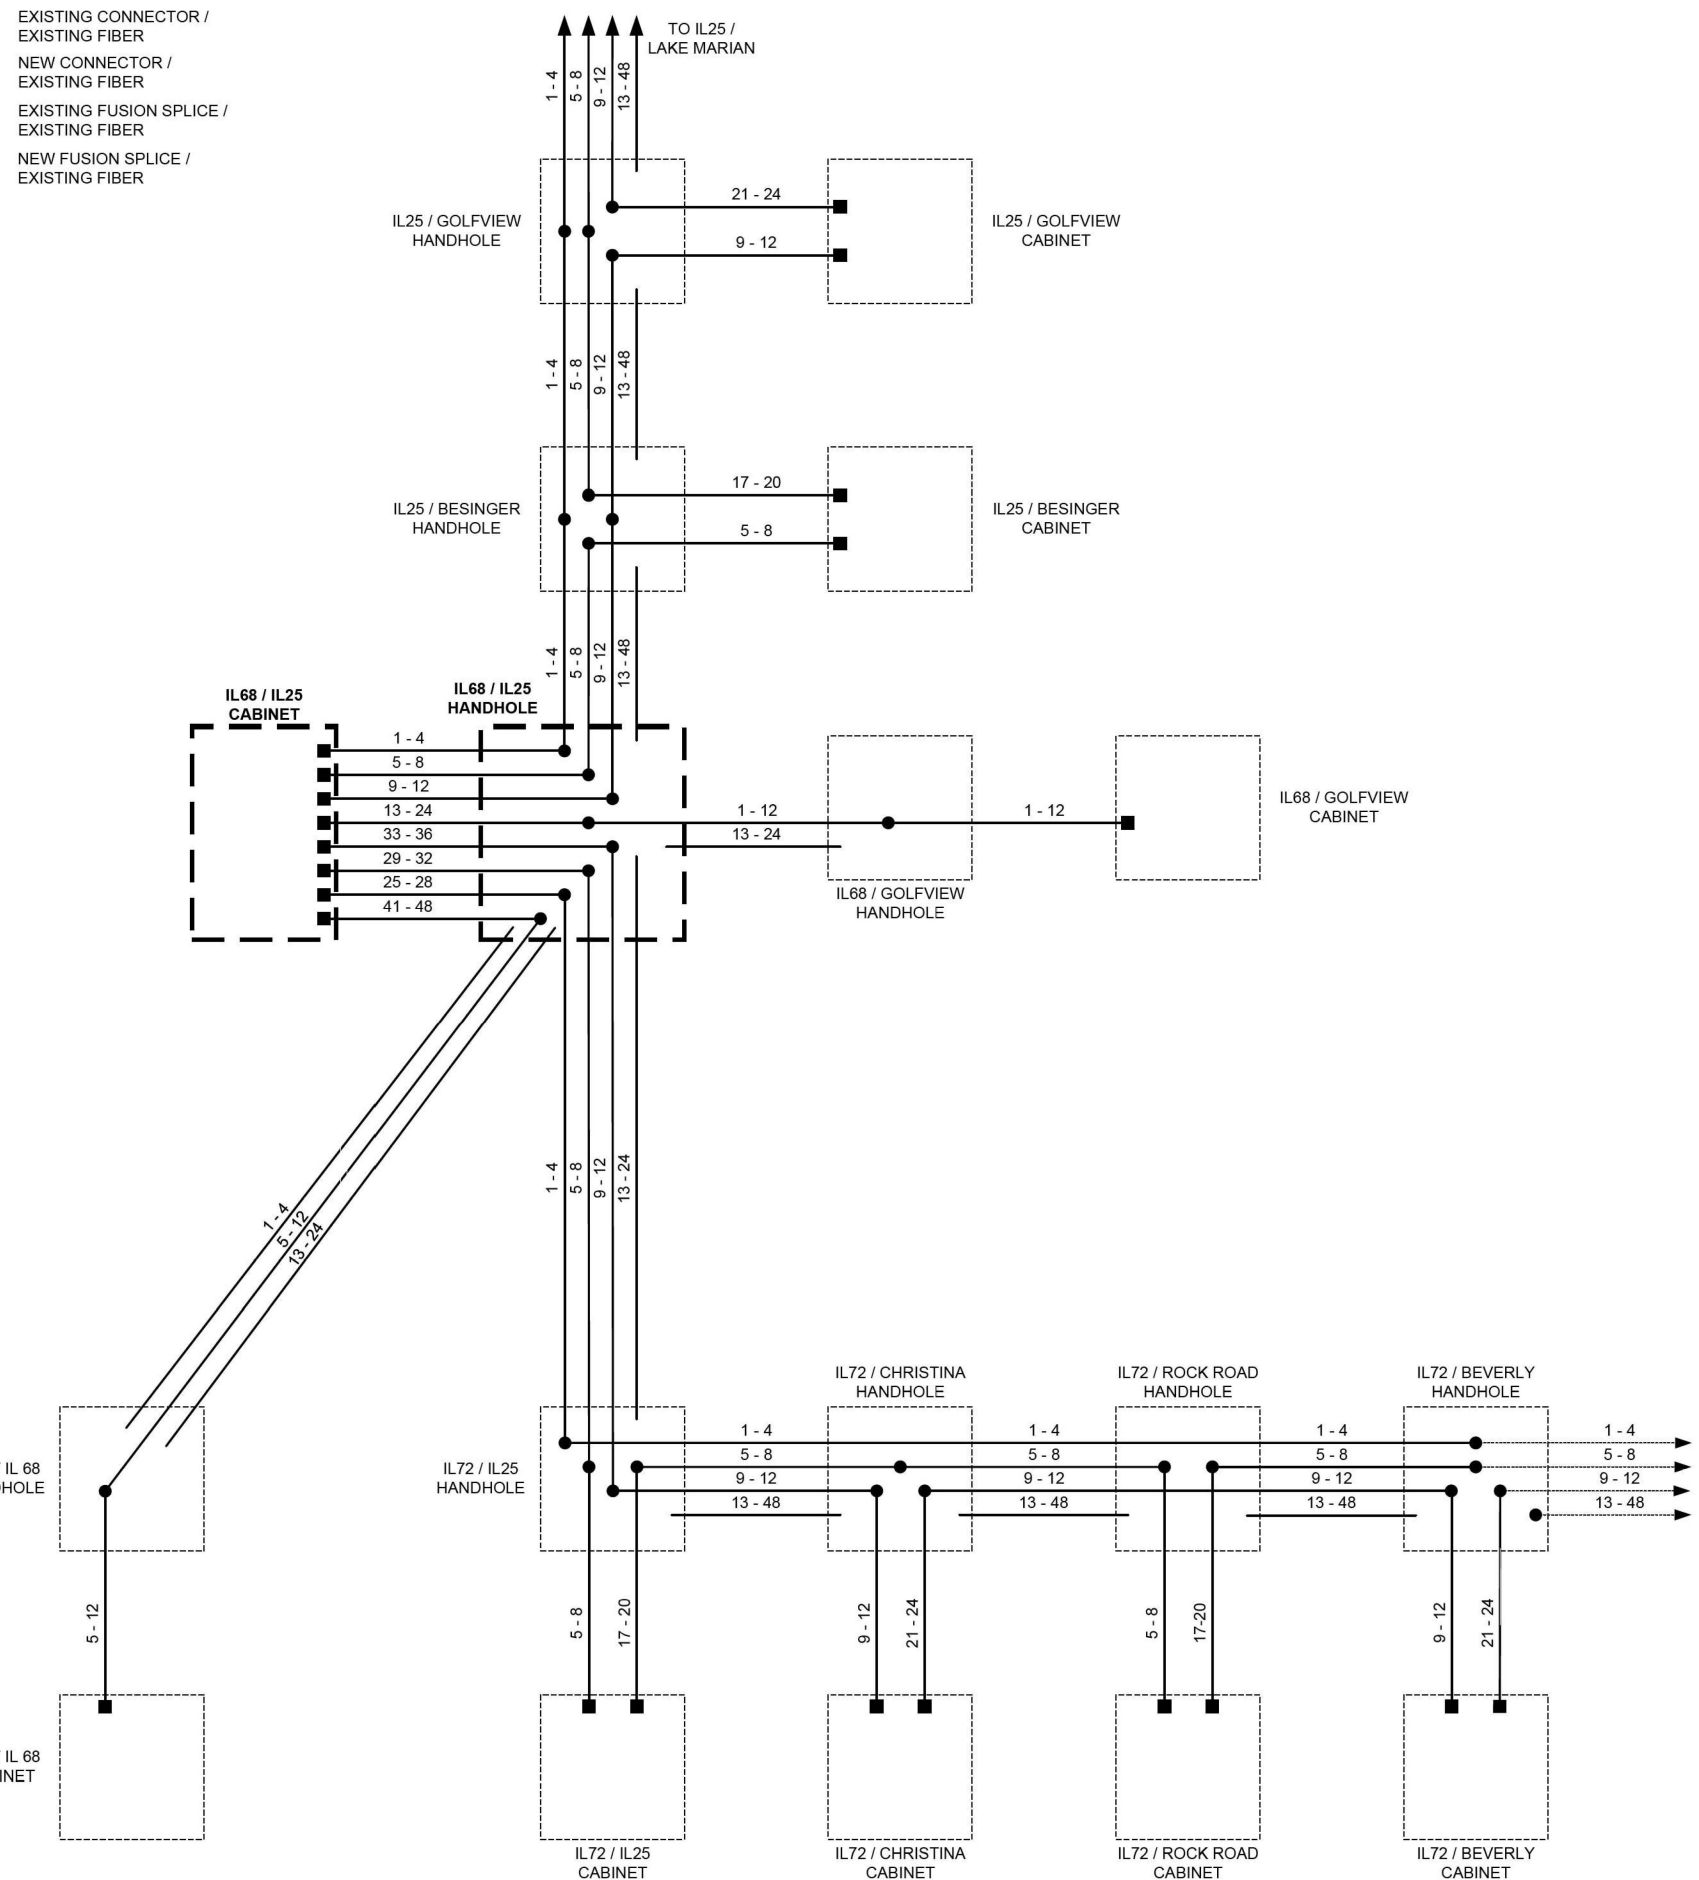 EXISTING CONNECTOR /
EXISTING FIBER
NEW CONNECTOR /
EXISTING FIBER
EXISTING FUSION SPLICE /
EXISTING FIBER
NEW FUSION SPLICE /
EXISTING FIBER
TO IL25 /
LAKE MARIAN
1 - 4
5 - 8
9 - 12
13 - 48
IL25 / GOLFVIEW
HANDHOLE
21 - 24
9 - 12
IL25 / GOLFVIEW
CABINET
1 - 4
5 - 8
9 - 12
13 - 48
IL25 / BESINGER
HANDHOLE
17 - 20
5 - 8
IL25 / BESINGER
CABINET
1 - 4
5 - 8
9 - 12
13 - 48
IL68 / IL25
CABINET
IL68 / IL25
HANDHOLE
1 - 4
5 - 8
9 - 12
13 - 24
33 - 36
29 - 32
25 - 28
41 - 48
1 - 12
13 - 24
1 - 12
IL68 / GOLFVIEW
HANDHOLE
IL68 / GOLFVIEW
CABINET
1 - 4
5 - 12
13 - 24
1 - 4
5 - 8
9 - 12
13 - 24
/ IL 68
HOLE
5 - 12
/ IL 68
INET
IL72 / IL25
HANDHOLE
IL72 / CHRISTINA
HANDHOLE
IL72 / ROCK ROAD
HANDHOLE
IL72 / BEVERLY
HANDHOLE
1 - 4
5 - 8
9 - 12
13 - 48
1 - 4
5 - 8
9 - 12
13 - 48
1 - 4
5 - 8
9 - 12
13 - 48
1 - 4
5 - 8
9 - 12
13 - 48
5 - 8
17 - 20
9 - 12
21 - 24
5 - 8
17-20
9 - 12
21 - 24
IL72 / IL25
CABINET
IL72 / CHRISTINA
CABINET
IL72 / ROCK ROAD
CABINET
IL72 / BEVERLY
CABINET